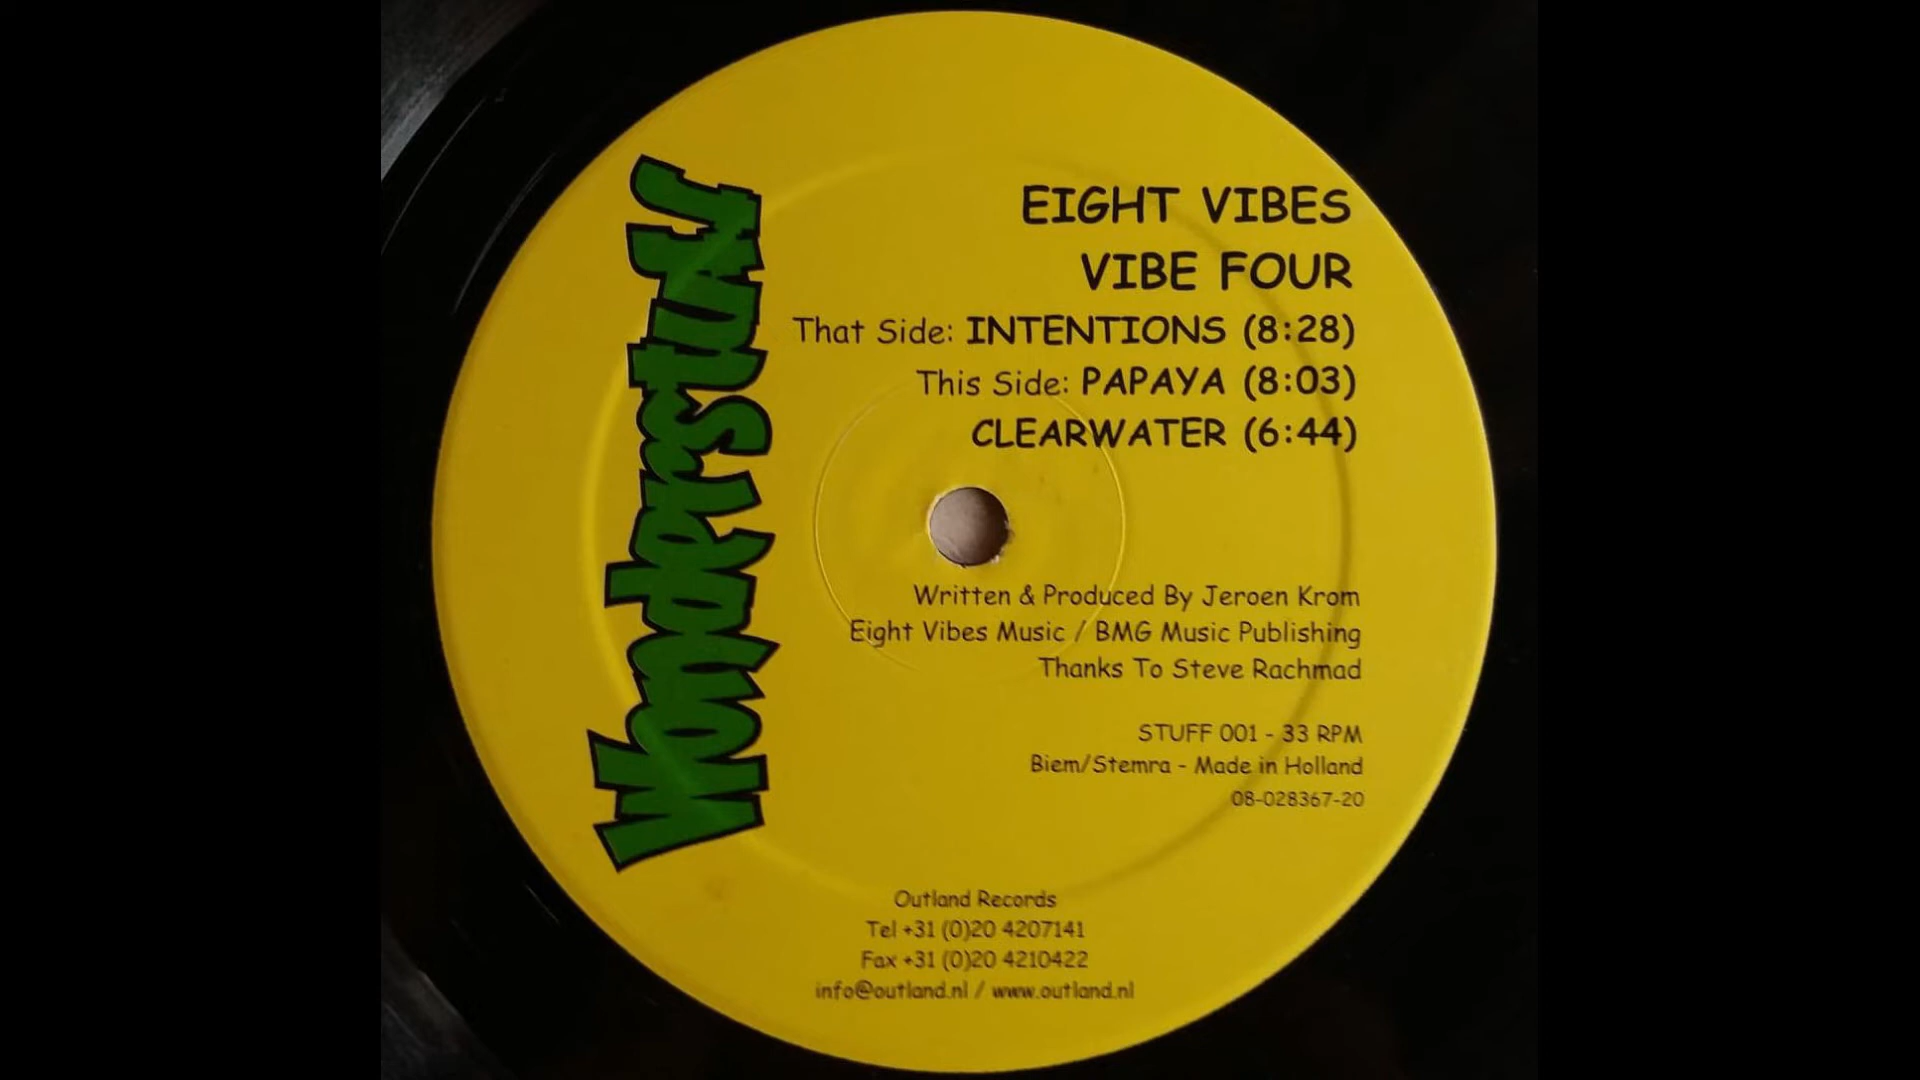 Wonderstuff
EIGHT VIBES
VIBE FOUR
That Side: INTENTIONS (8:28)
This Side: PAPAYA (8:03)
CLEARWATER (6:44)
Written & Produced By Jeroen Krom
Eight Vibes Music / BMG Music Publishing
Thanks To Steve Rachmad
STUFF 001 - 33 RPM
Biem/Stemra - Made in Holland
08-028367-20
Outland Records
Tel +31 (0)20 4207141
Fax +31 (0)20 4210422
info@outland.nl / www.outland.nl